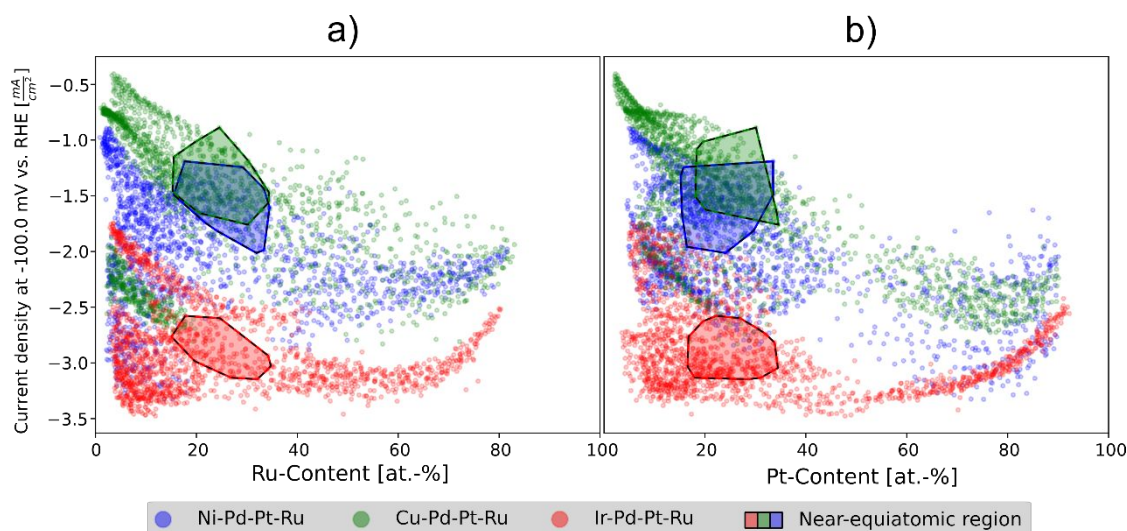 a) b)
Current density at -100.0 mV vs. RHE [mA/cm²]
−0.5
−1.0
−1.5
−2.0
−2.5
−3.0
−3.5
0 20 40 60 80 100 20 40 60 80 100
Ru-Content [at.-%] Pt-Content [at.-%]
Ni-Pd-Pt-Ru Cu-Pd-Pt-Ru Ir-Pd-Pt-Ru Near-equiatomic region